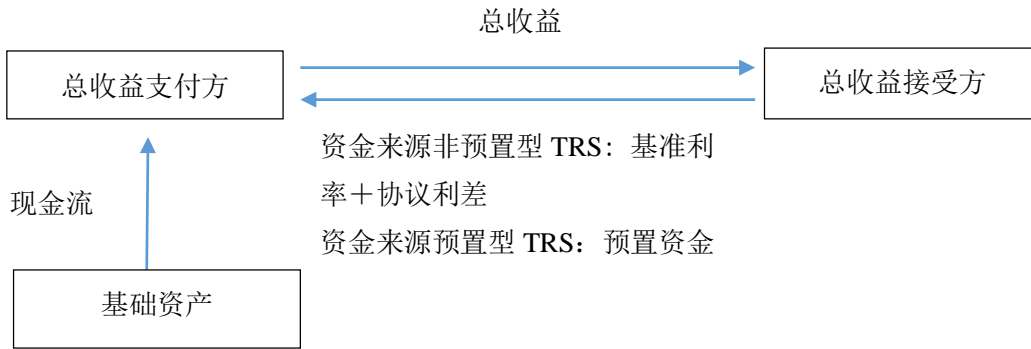 总收益
总收益支付方
总收益接受方
资金来源非预置型 TRS：基准利
率＋协议利差
资金来源预置型 TRS：预置资金
现金流
基础资产